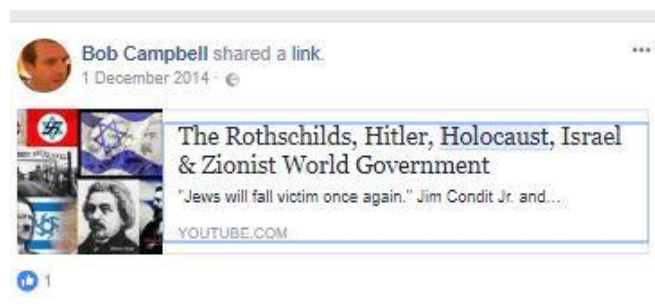 Bob Campbell shared a link.
1 December 2014 ·
The Rothschilds, Hitler, Holocaust, Israel
& Zionist World Government
"Jews will fall victim once again." Jim Condit Jr. and...
YOUTUBE.COM
1